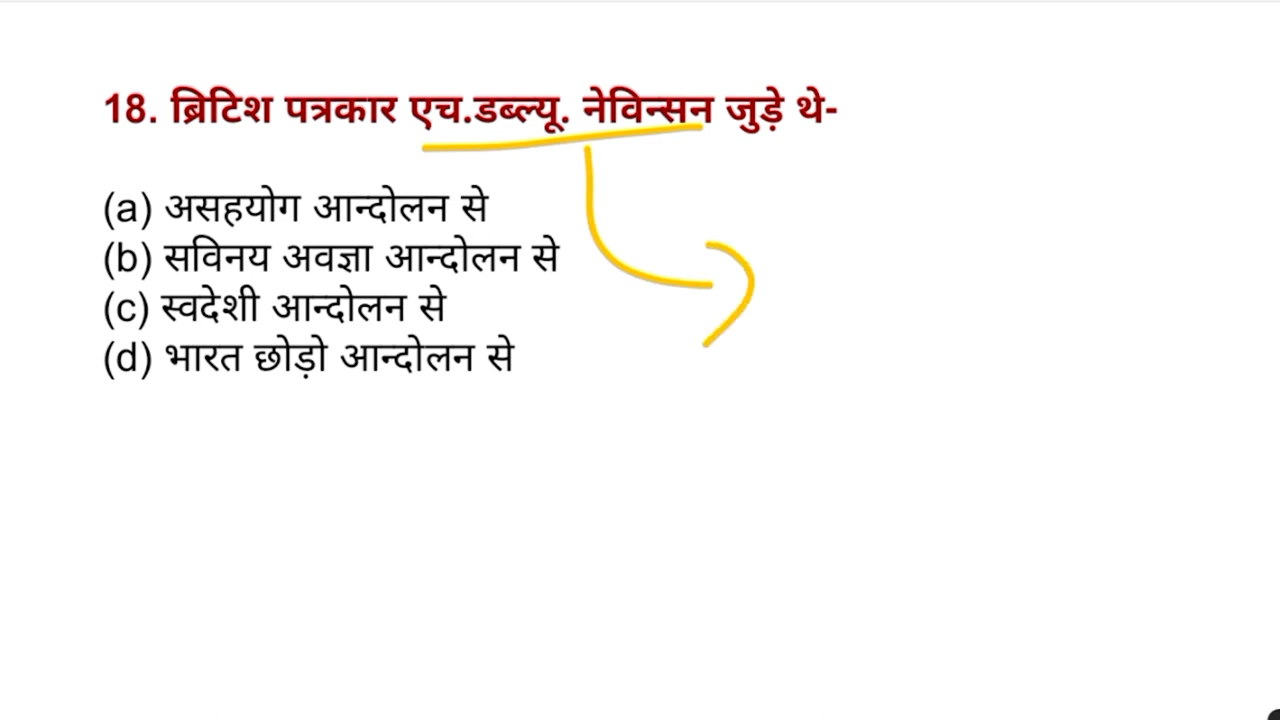 18. ब्रिटिश पत्रकार एच.डब्ल्यू. नेविन्सन जुड़े थे-
(a) असहयोग आन्दोलन से
(b) सविनय अवज्ञा आन्दोलन से
(c) स्वदेशी आन्दोलन से
(d) भारत छोड़ो आन्दोलन से